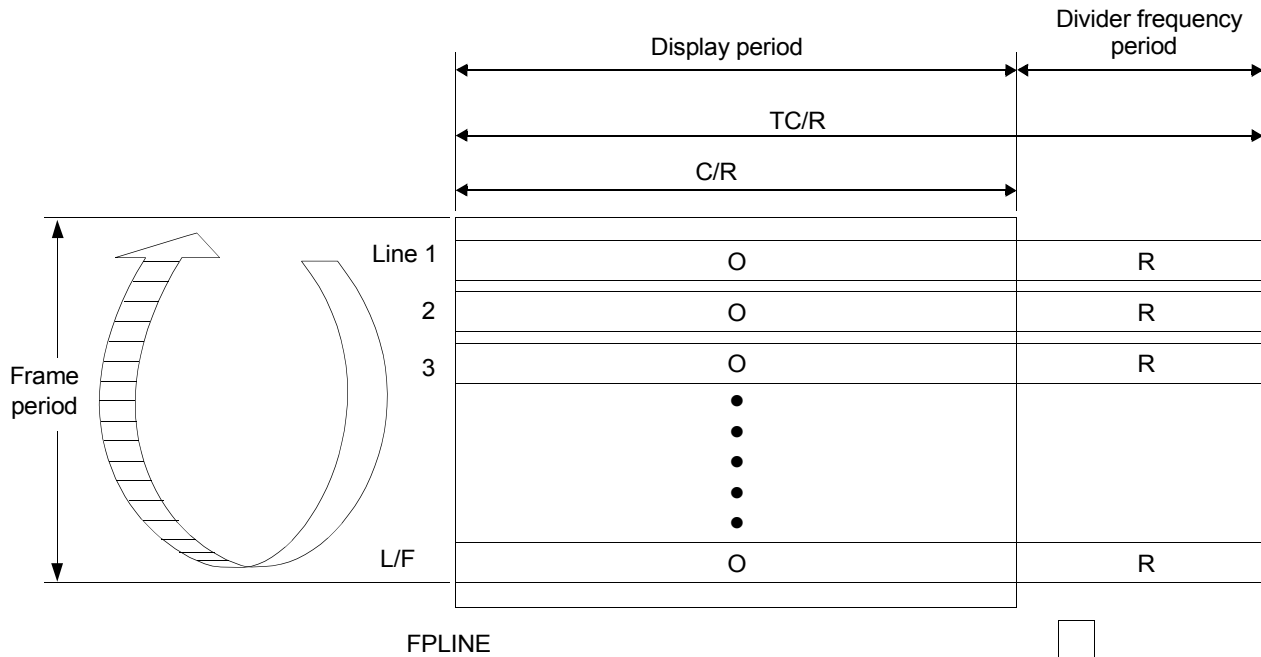 Display period
Divider frequency
period
TC/R
C/R
Line 1
O
R
2
O
R
3
O
R
Frame
period
L/F
O
R
FPLINE